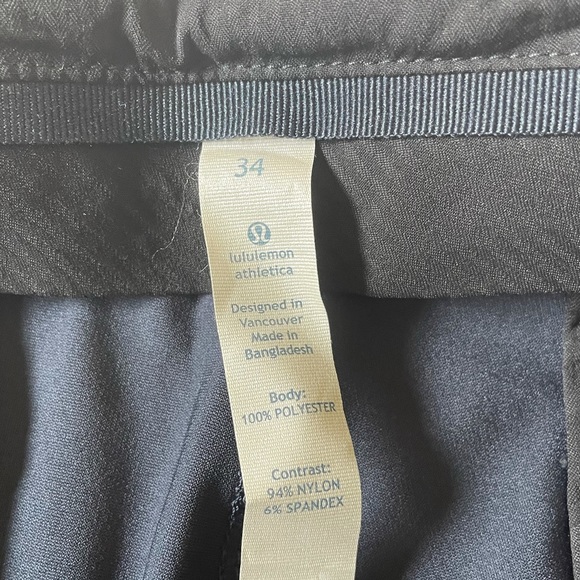 34
lululemon
athletica
Designed in
Vancouver
Made in
Bangladesh
Body:
100% POLYESTER
Contrast:
94% NYLON
6% SPANDEX